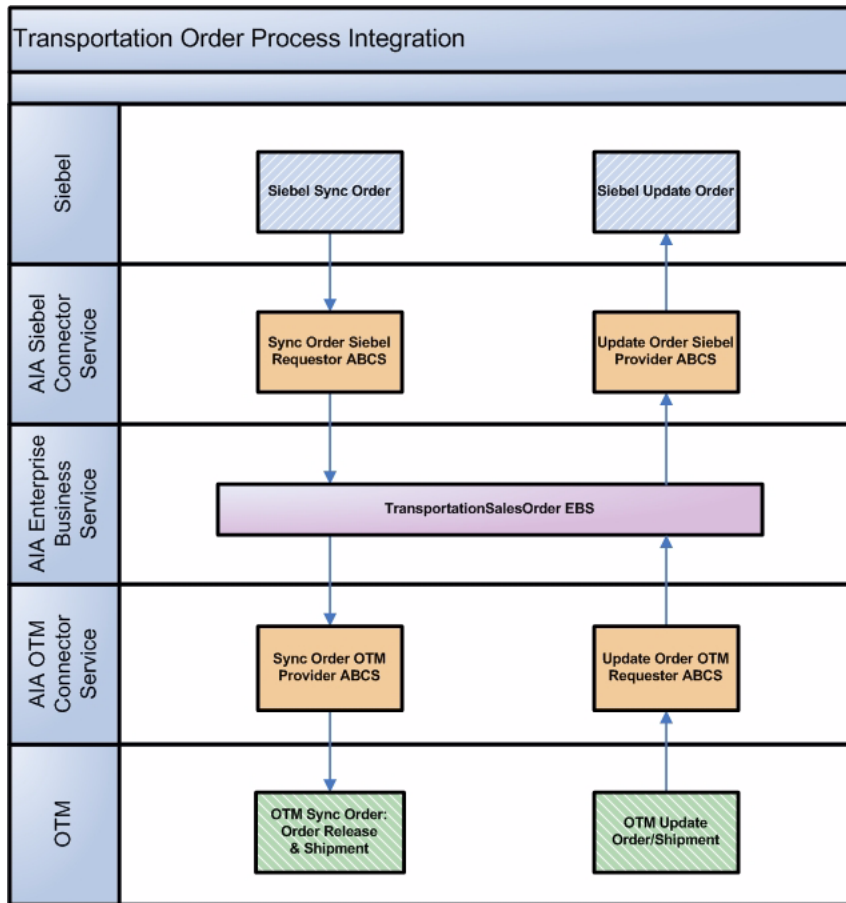 Transportation Order Process Integration
Siebel
Siebel Sync Order
Siebel Update Order
AIA Siebel
Connector
Service
Sync Order Siebel
Requestor ABCS
Update Order Siebel
Provider ABCS
AIA Enterprise
Business
Service
TransportationSalesOrder EBS
AIA OTM
Connector
Service
Sync Order OTM
Provider ABCS
Update Order OTM
Requester ABCS
OTM
OTM Sync Order:
Order Release
& Shipment
OTM Update
Order/Shipment